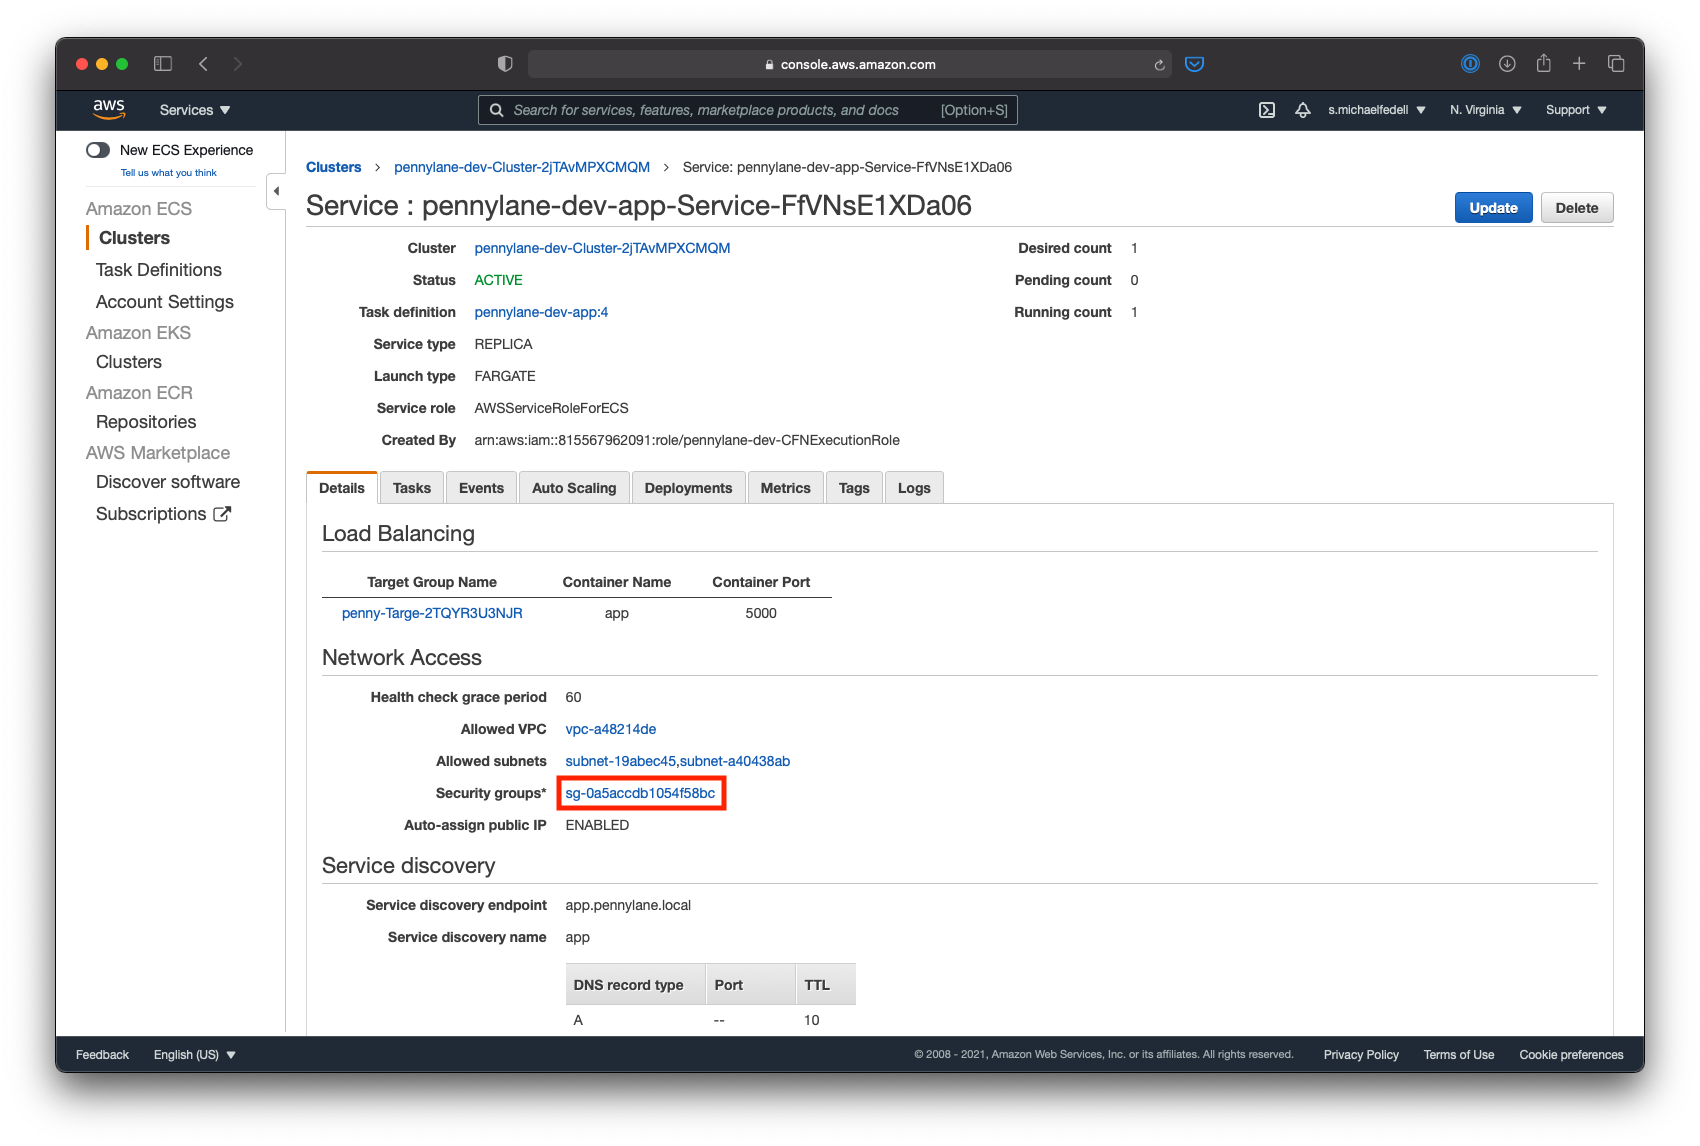 console.aws.amazon.com
aws Services Search for services, features, marketplace products, and docs [Option+S] s.michaelfedell N. Virginia Support
New ECS Experience
Tell us what you think
Amazon ECS
Clusters
Task Definitions
Account Settings
Amazon EKS
Clusters
Amazon ECR
Repositories
AWS Marketplace
Discover software
Subscriptions
Clusters > pennylane-dev-Cluster-2jTAvMPXCMQM > Service: pennylane-dev-app-Service-FfVNsE1XDa06
Service : pennylane-dev-app-Service-FfVNsE1XDa06
Update Delete
Cluster pennylane-dev-Cluster-2jTAvMPXCMQM
Status ACTIVE
Task definition pennylane-dev-app:4
Service type REPLICA
Launch type FARGATE
Service role AWSServiceRoleForECS
Created By arn:aws:iam::815567962091:role/pennylane-dev-CFNExecutionRole
Desired count 1
Pending count 0
Running count 1
Details Tasks Events Auto Scaling Deployments Metrics Tags Logs
Load Balancing
Target Group Name Container Name Container Port
penny-Targe-2TQYR3U3NJR app 5000
Network Access
Health check grace period 60
Allowed VPC vpc-a48214de
Allowed subnets subnet-19abec45,subnet-a40438ab
Security groups* sg-0a5accdb1054f58bc
Auto-assign public IP ENABLED
Service discovery
Service discovery endpoint app.pennylane.local
Service discovery name app
DNS record type Port TTL
A -- 10
Feedback English (US) © 2008 - 2021, Amazon Web Services, Inc. or its affiliates. All rights reserved. Privacy Policy Terms of Use Cookie preferences